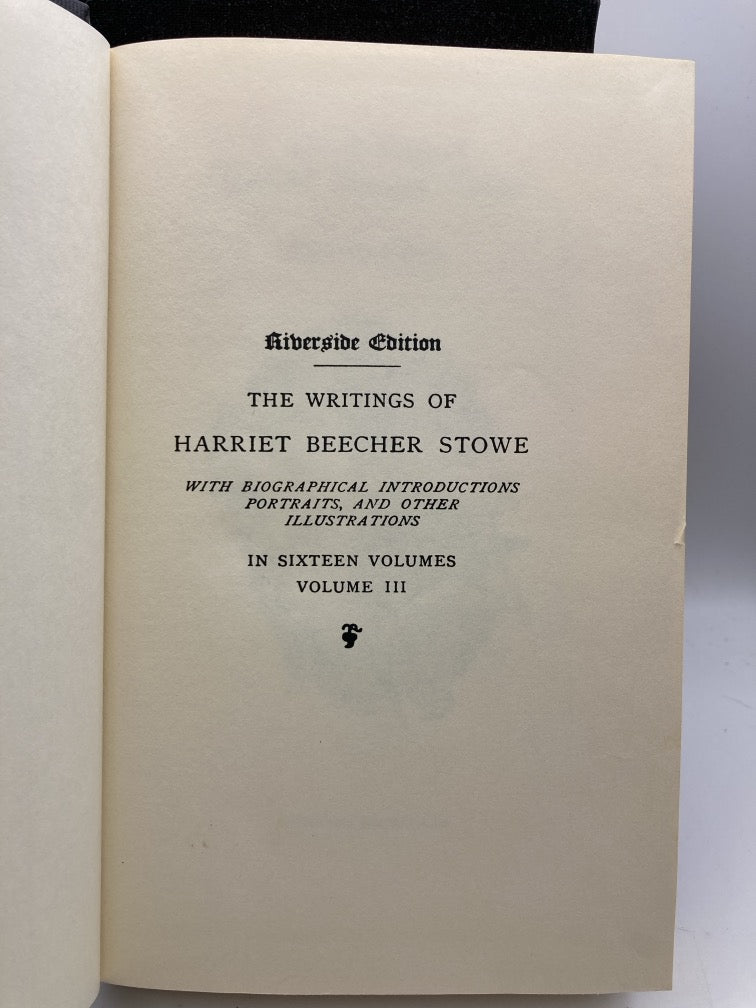 Riverside Edition
THE WRITINGS OF
HARRIET BEECHER STOWE
WITH BIOGRAPHICAL INTRODUCTIONS
PORTRAITS, AND OTHER
ILLUSTRATIONS
IN SIXTEEN VOLUMES
VOLUME III